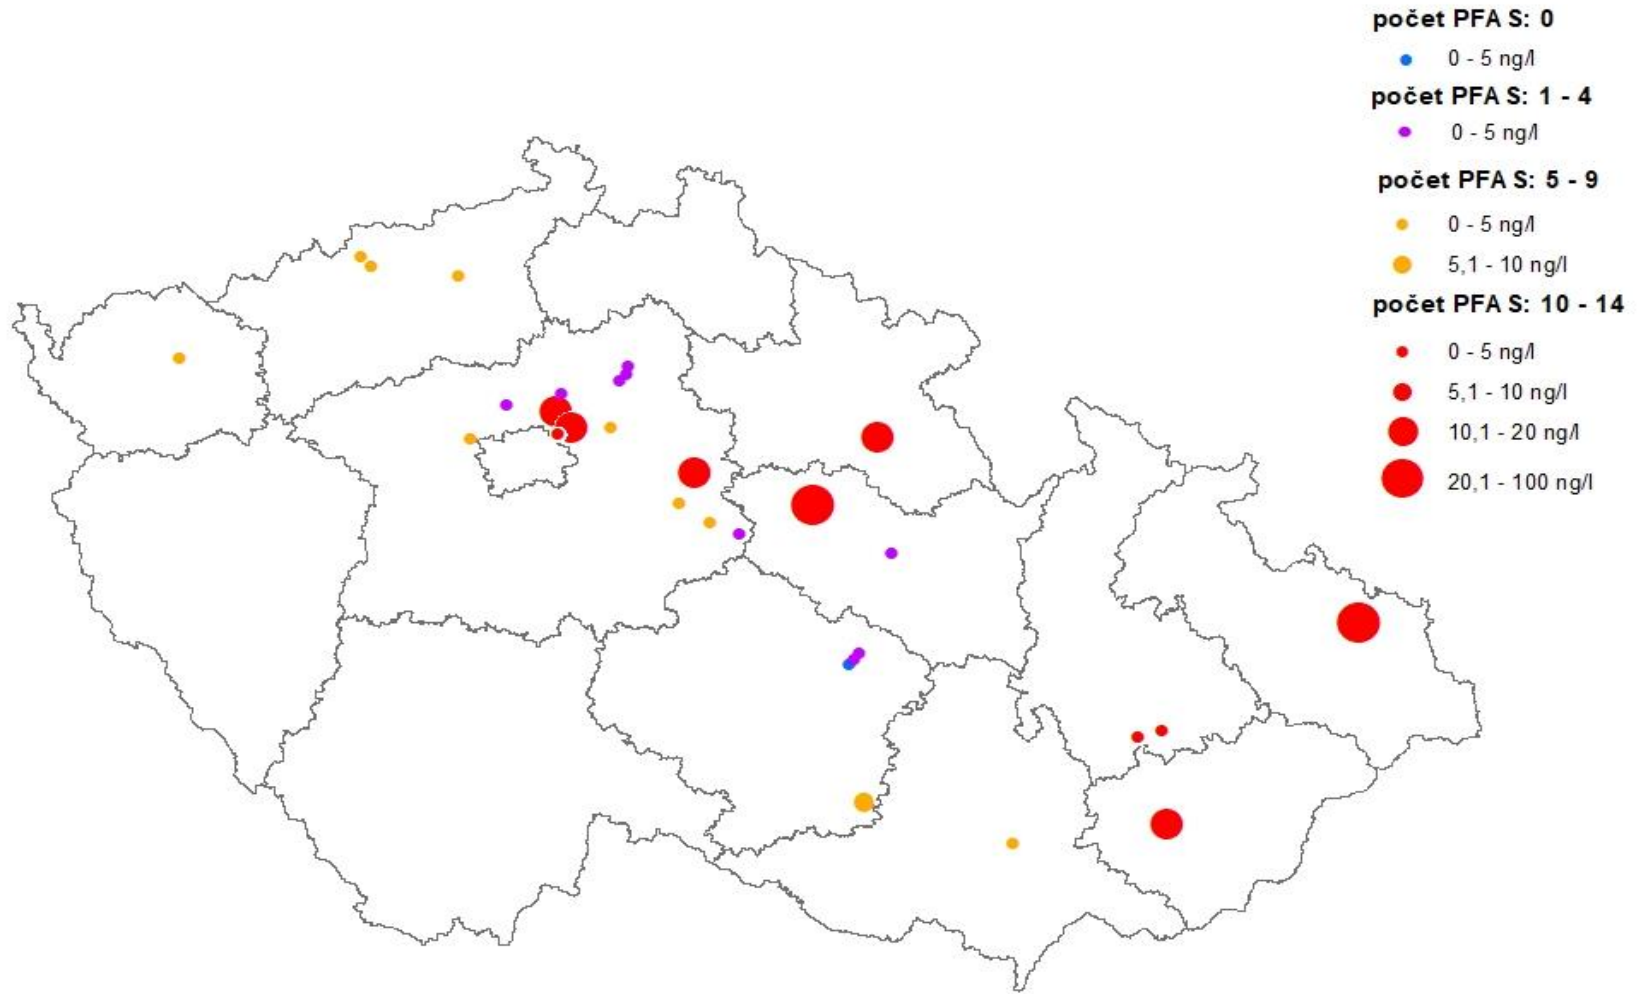 počet PFA S: 0
0 - 5 ng/l
počet PFA S: 1 - 4
0 - 5 ng/l
počet PFA S: 5 - 9
0 - 5 ng/l
5,1 - 10 ng/l
počet PFA S: 10 - 14
0 - 5 ng/l
5,1 - 10 ng/l
10,1 - 20 ng/l
20,1 - 100 ng/l